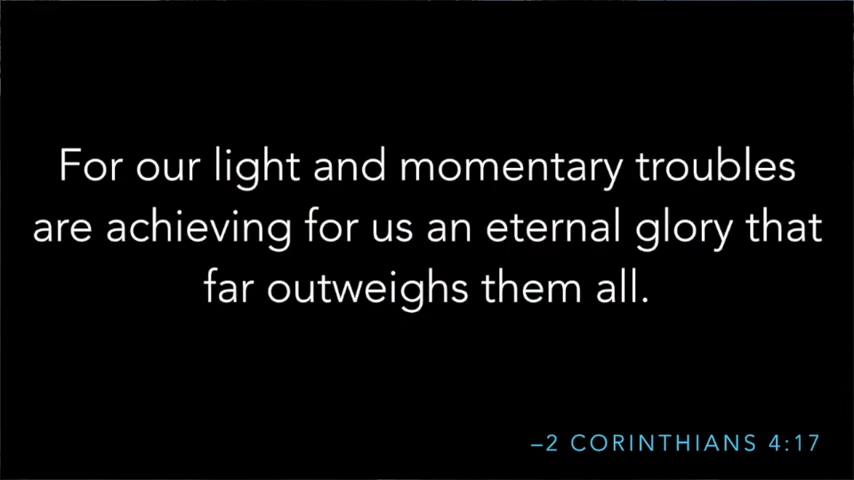 For our light and momentary troubles
are achieving for us an eternal glory that
far outweighs them all.
–2 CORINTHIANS 4:17